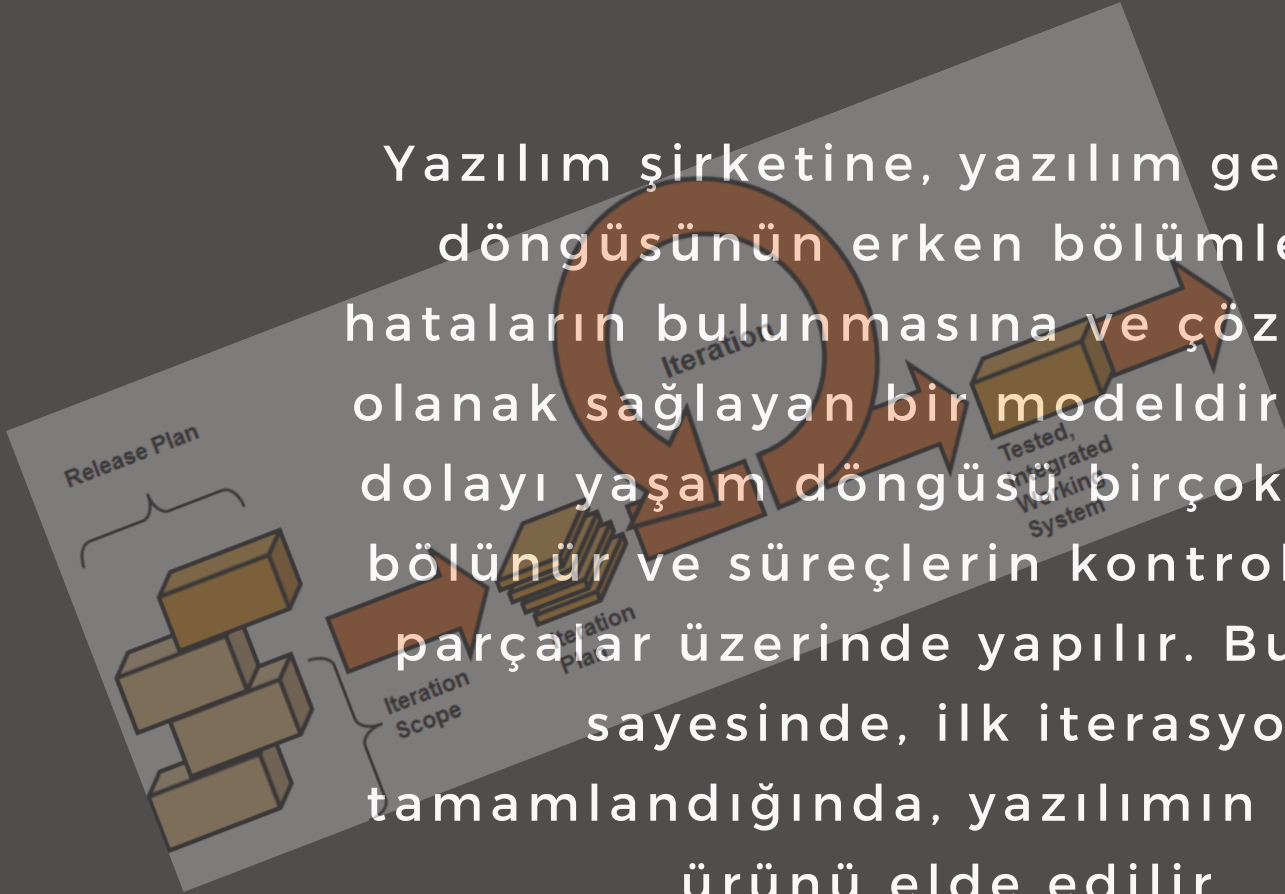 Yazılım şirketine, yazılım ge
döngüsünün erken bölümle
hataların bulunmasına ve çöz
olanak sağlayan bir modeldir
dolayı yaşam döngüsü birçok
bölünür ve süreçlerin kontrol
parçalar üzerinde yapılır. Bu
sayesinde, ilk iterasyo
tamamlandığında, yazılımın
ürünü elde edilir
Release Plan
Iteration
Scope
Iteration
Plan
Iteration
Tested,
Integrated
Working
System